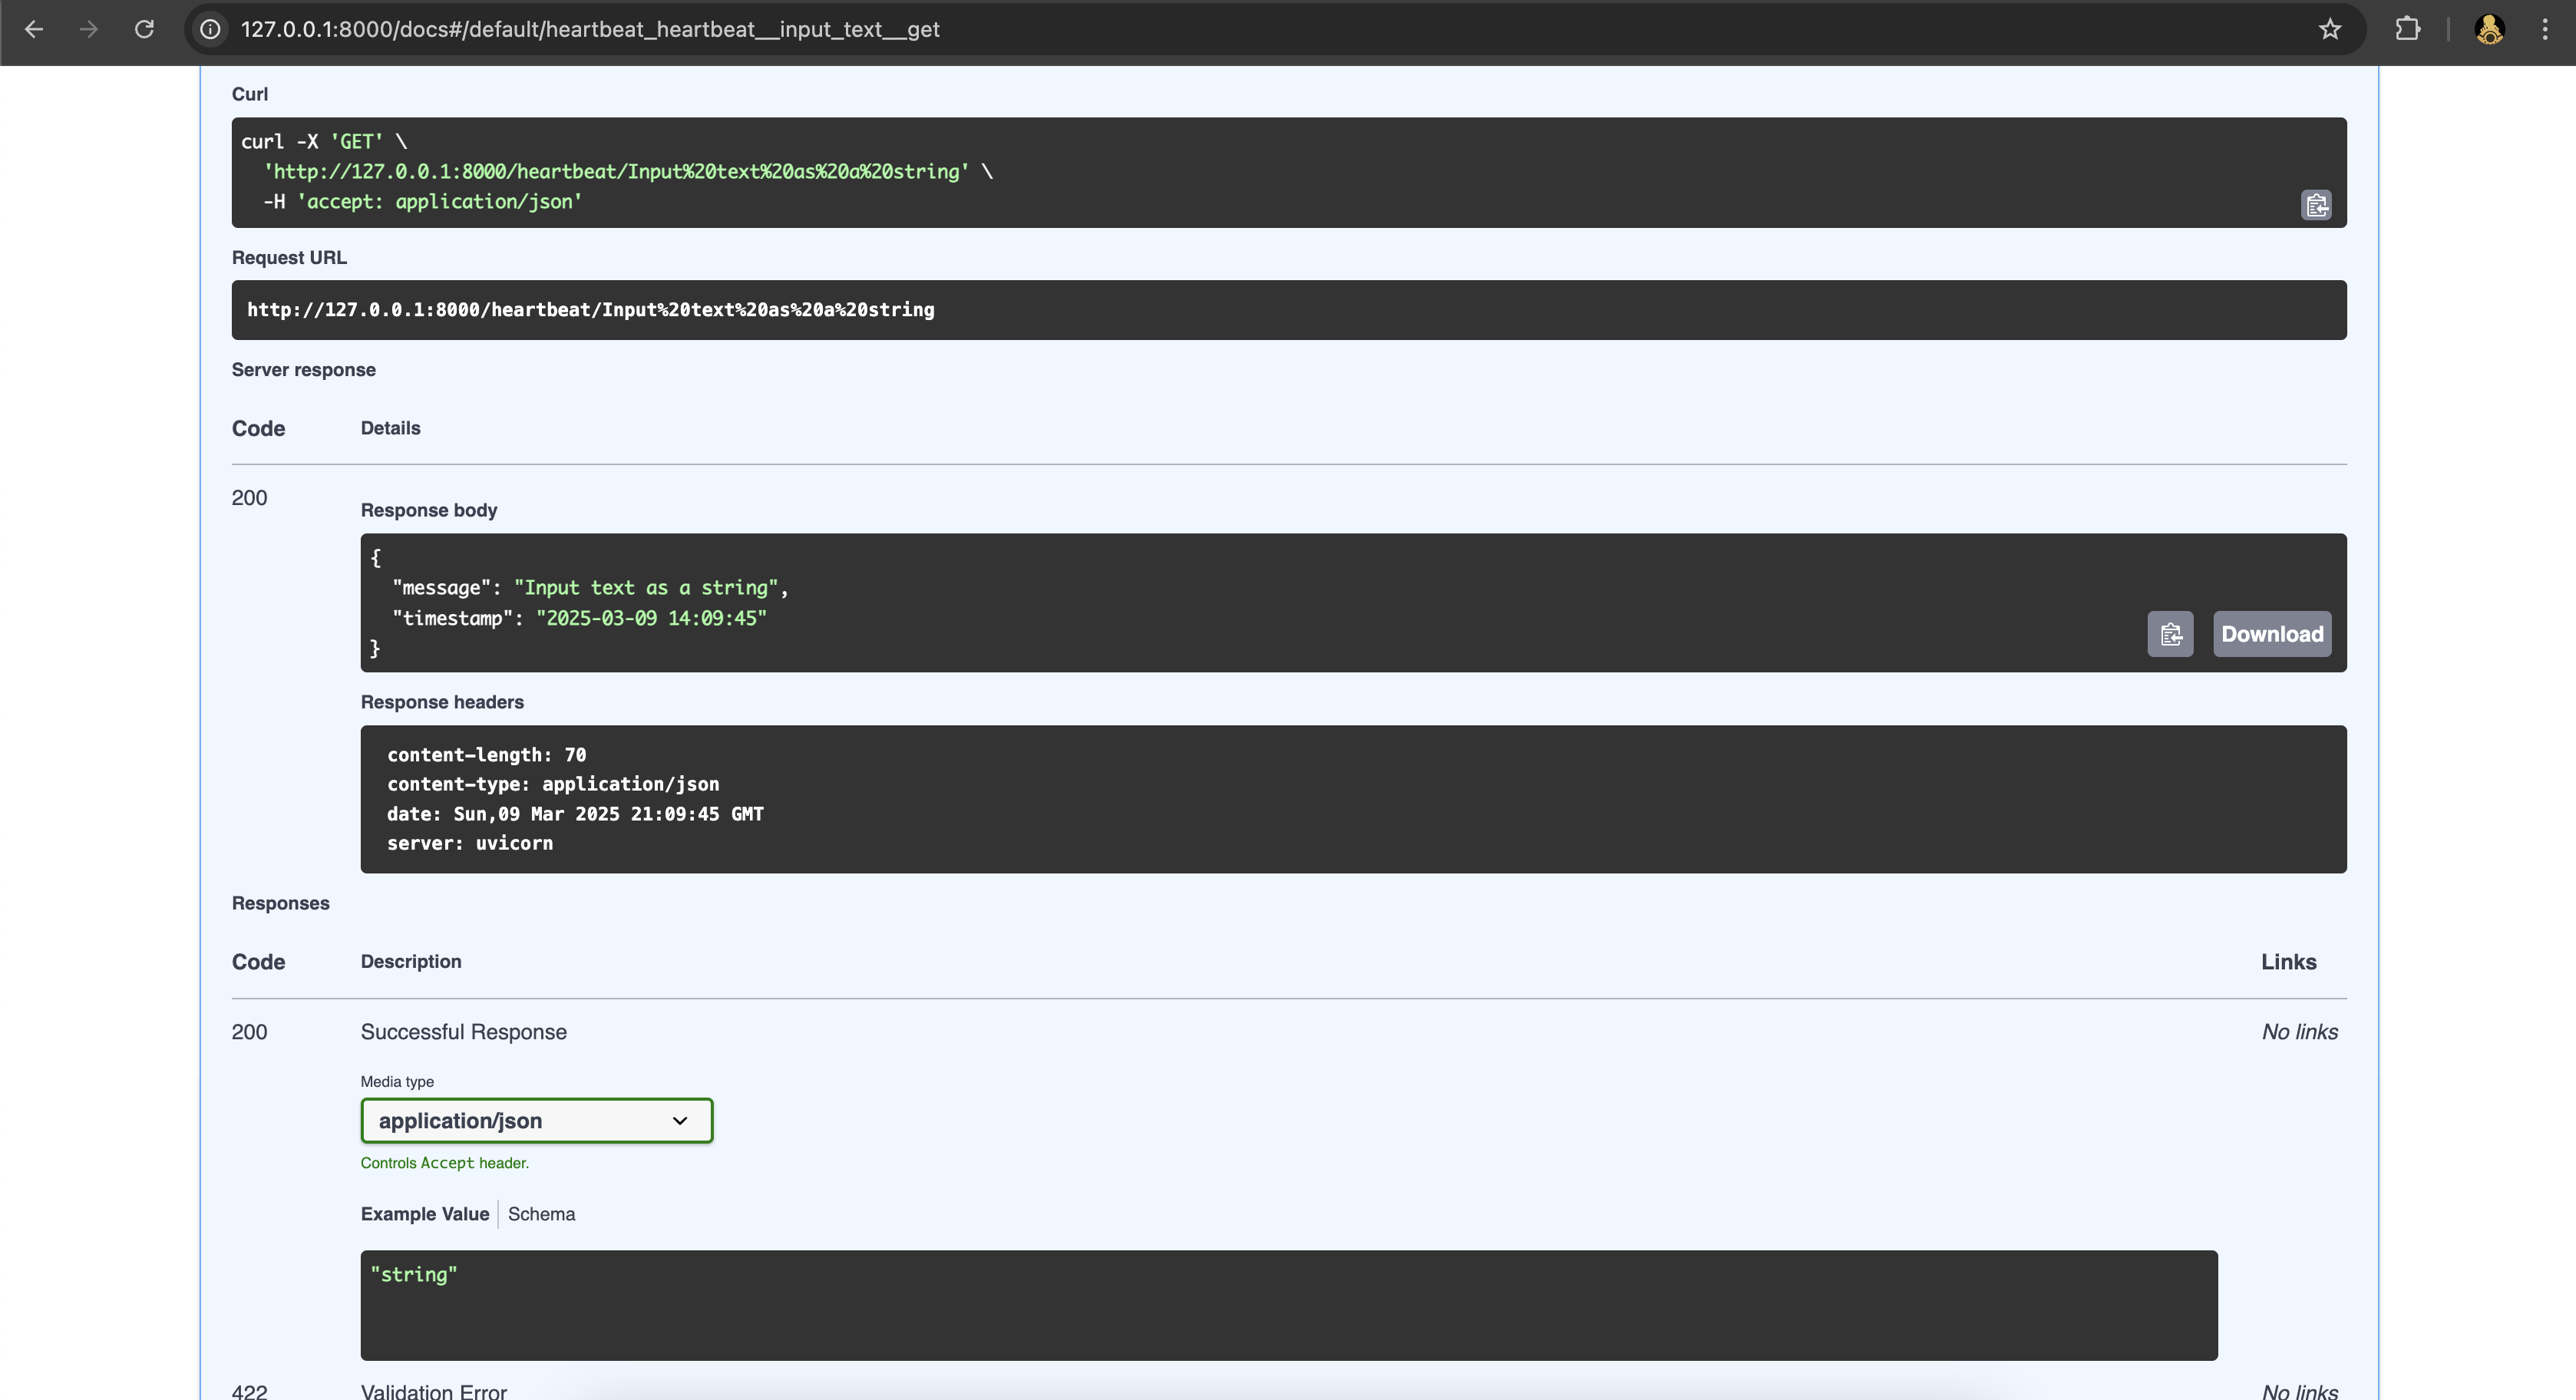 127.0.0.1:8000/docs#/default/heartbeat_heartbeat__input_text__get
Curl
curl -X 'GET' \
'http://127.0.0.1:8000/heartbeat/Input%20text%20as%20a%20string' \
-H 'accept: application/json'
Request URL
http://127.0.0.1:8000/heartbeat/Input%20text%20as%20a%20string
Server response
Code Details
200
Response body
{
"message": "Input text as a string",
"timestamp": "2025-03-09 14:09:45"
}
Download
Response headers
content-length: 70
content-type: application/json
date: Sun,09 Mar 2025 21:09:45 GMT
server: uvicorn
Responses
Code Description Links
200 Successful Response No links
Media type
application/json
Controls Accept header.
Example Value Schema
"string"
422 Validation Error No links